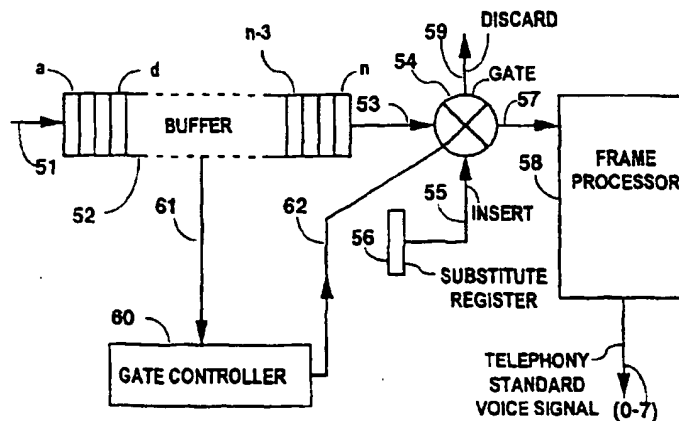 59
DISCARD
n-3
54
a
d
n
GATE
53
57
BUFFER
FRAME
PROCESSOR
58
51
52
61
62
55
INSERT
56
SUBSTITUTE
REGISTER
60
GATE CONTROLLER
TELEPHONY
STANDARD
VOICE SIGNAL
(0-7)